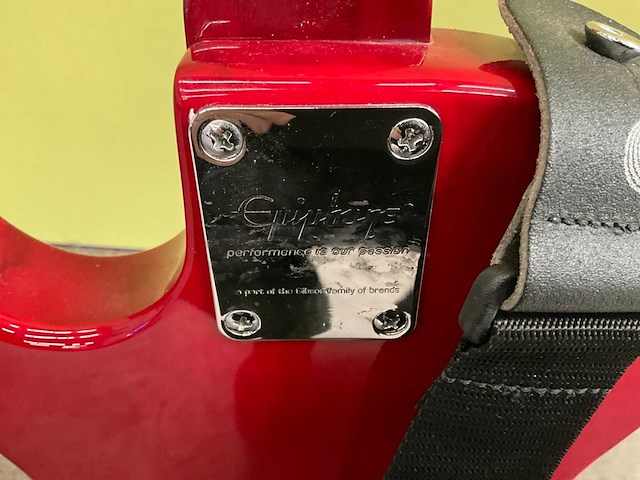 Epiphone
performance is our passion
a part of the Gibson family of brands